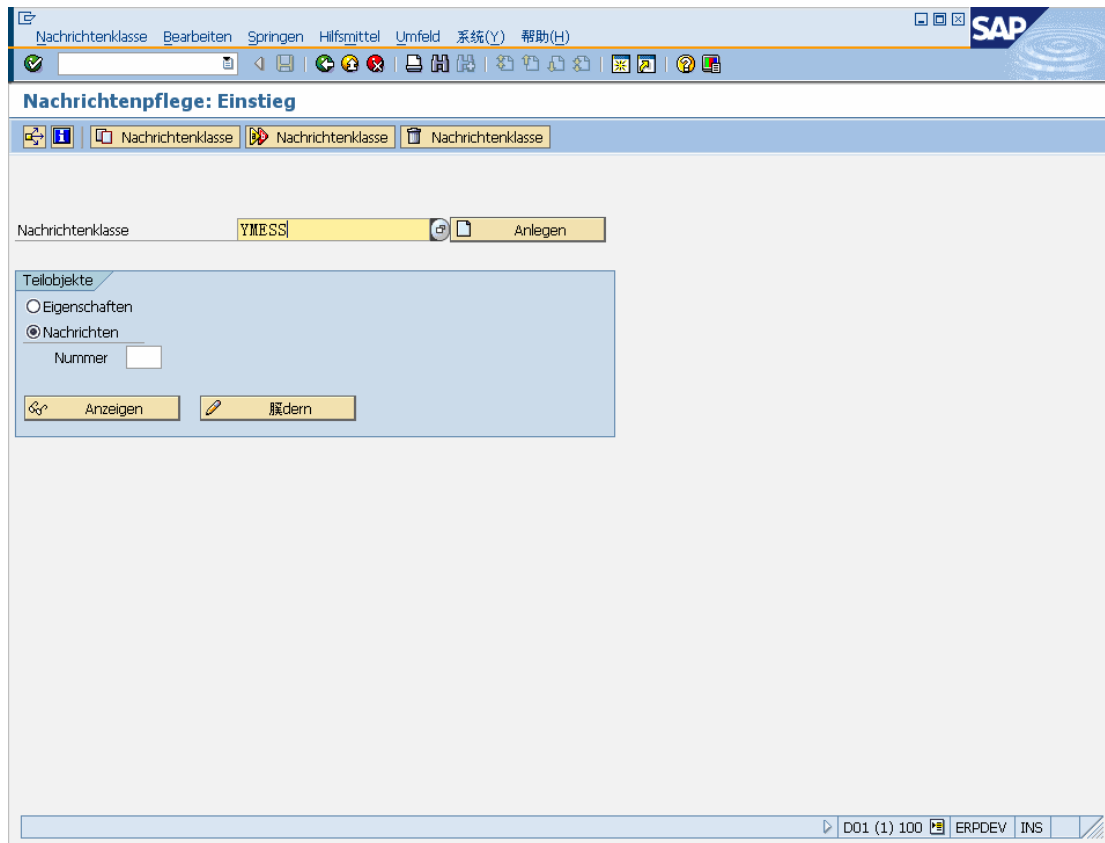 Nachrichtenklasse Bearbeiten Springen Hilfsmittel Umfeld 系统(Y) 帮助(H)
SAP
Nachrichtenpflege: Einstieg
Nachrichtenklasse Nachrichtenklasse Nachrichtenklasse
Nachrichtenklasse YMESS Anlegen
Teilobjekte
Eigenschaften
Nachrichten
Nummer
Anzeigen dern
D01 (1) 100 ERPDEV INS